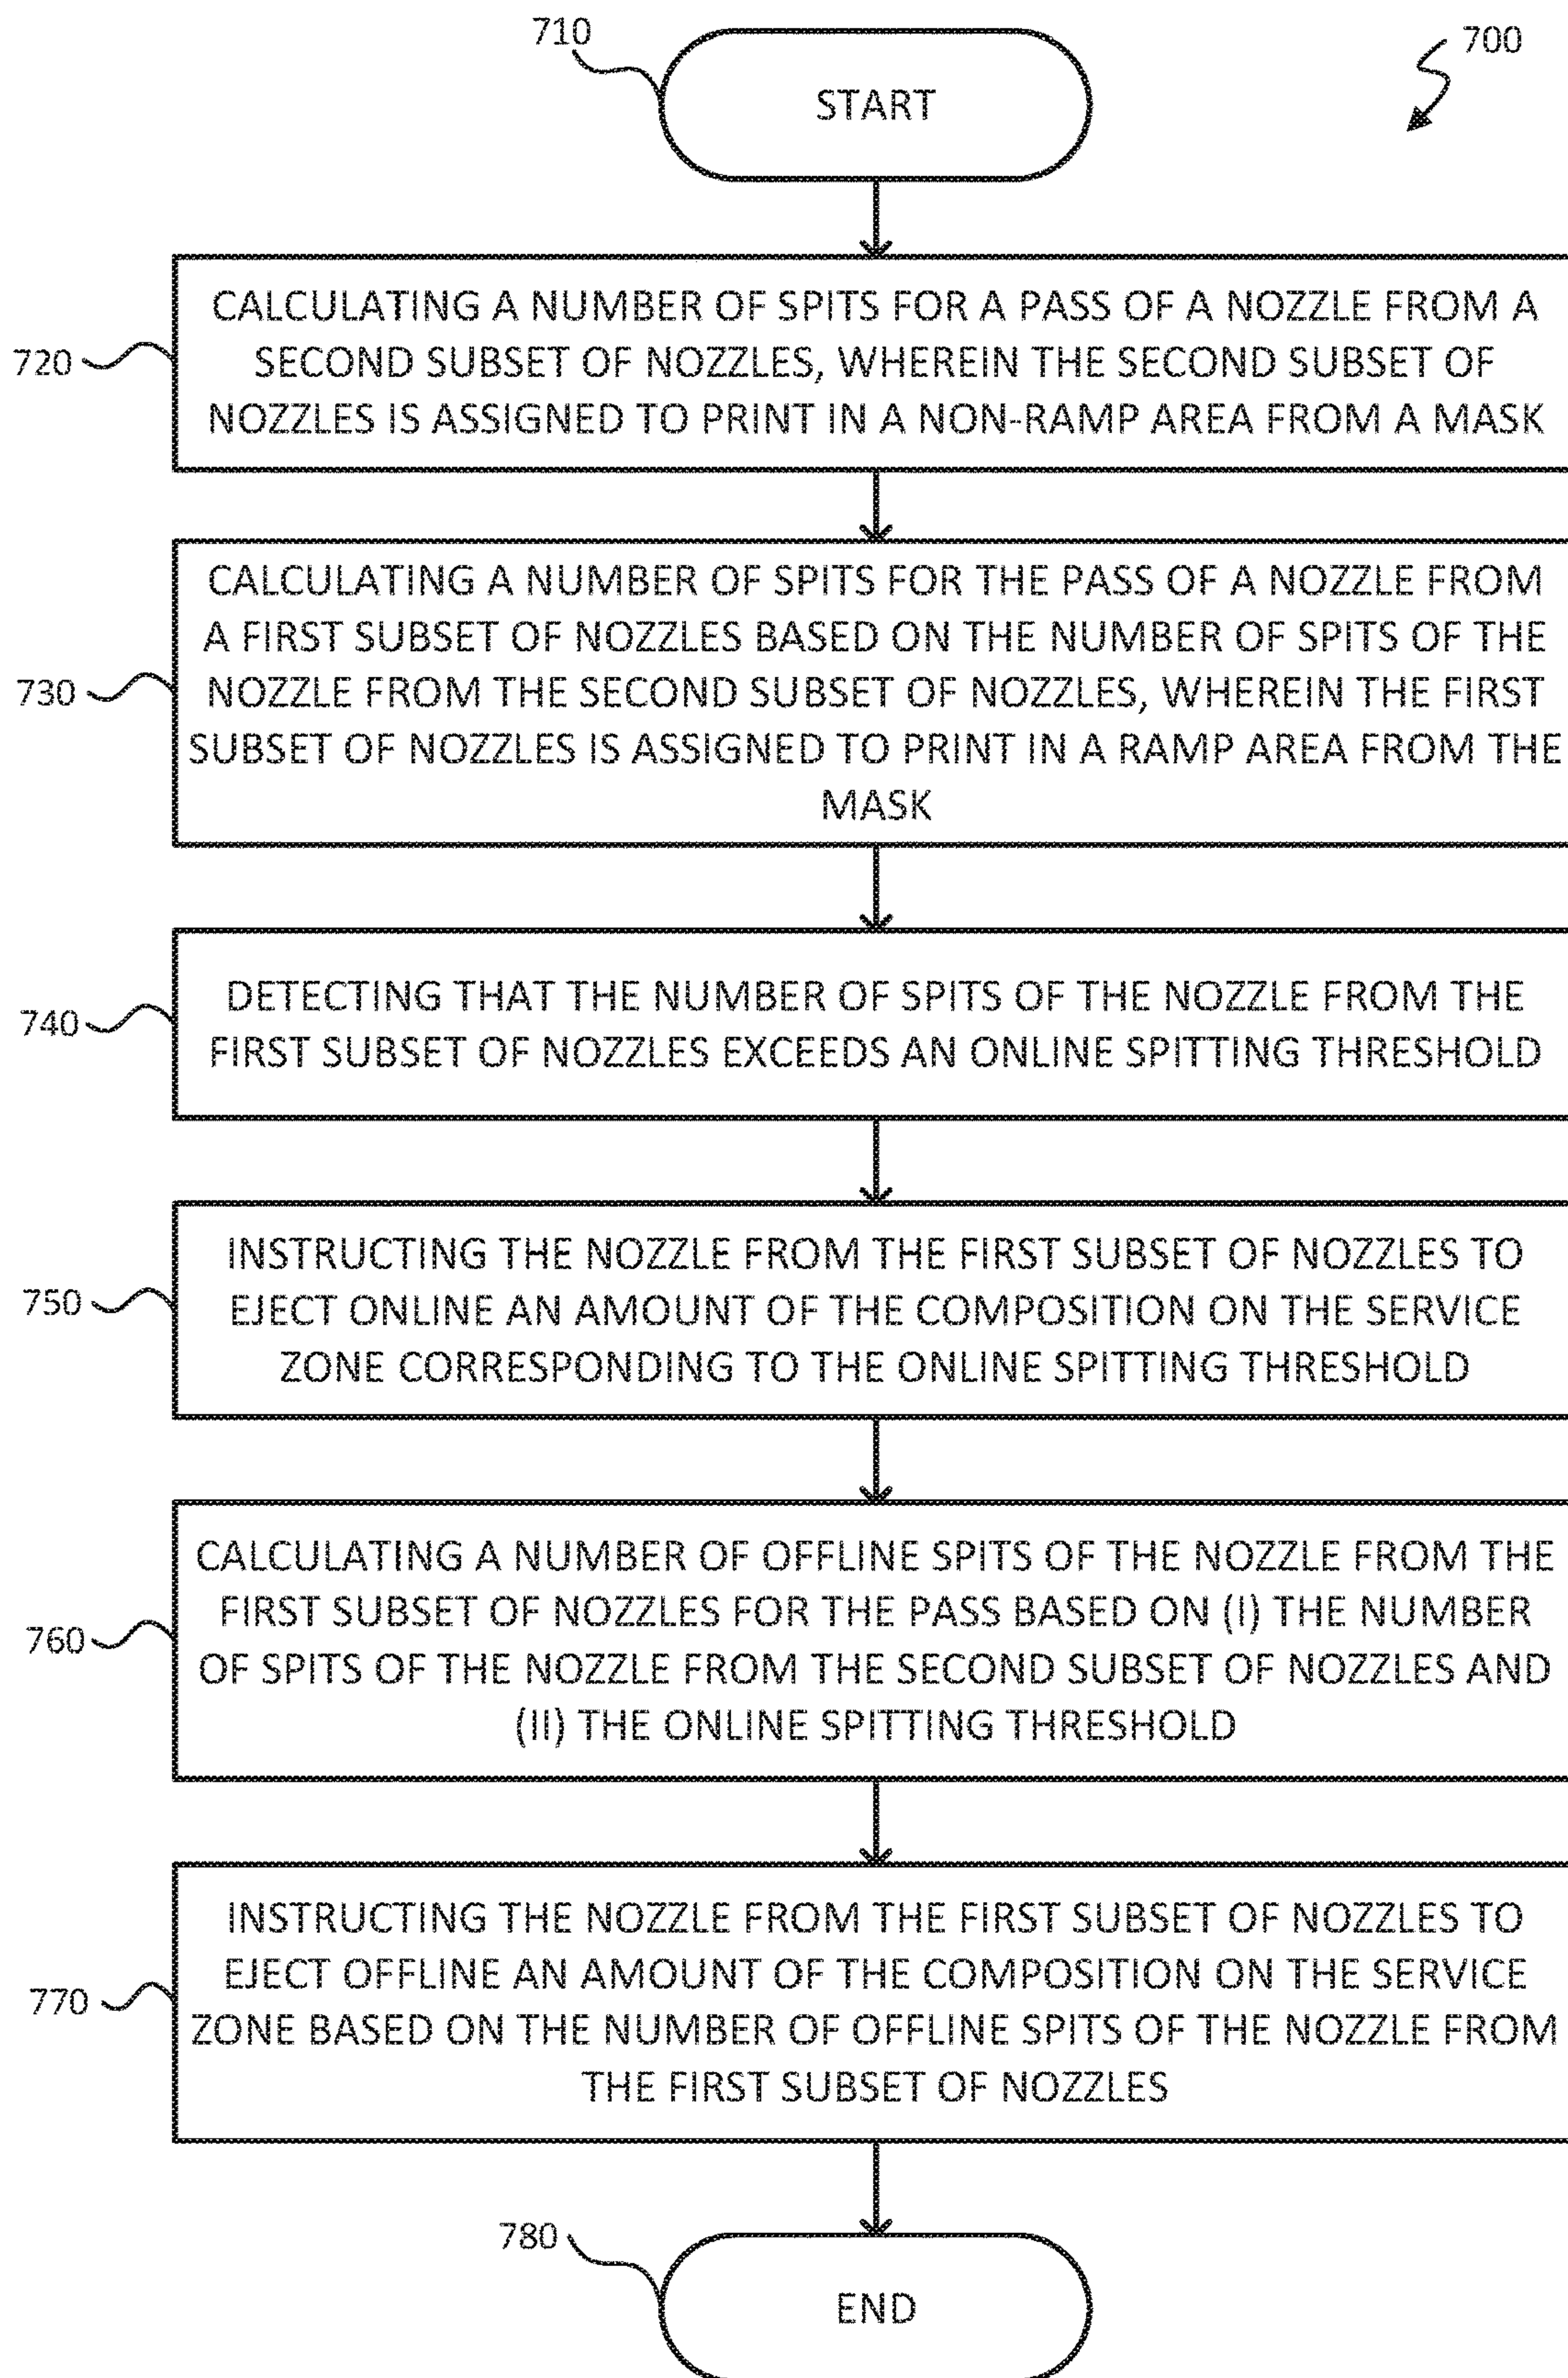 710
700
START
CALCULATING A NUMBER OF SPITS FOR A PASS OF A NOZZLE FROM A
SECOND SUBSET OF NOZZLES, WHEREIN THE SECOND SUBSET OF
NOZZLES IS ASSIGNED TO PRINT IN A NON-RAMP AREA FROM A MASK
720
CALCULATING A NUMBER OF SPITS FOR THE PASS OF A NOZZLE FROM
A FIRST SUBSET OF NOZZLES BASED ON THE NUMBER OF SPITS OF THE
NOZZLE FROM THE SECOND SUBSET OF NOZZLES, WHEREIN THE FIRST
SUBSET OF NOZZLES IS ASSIGNED TO PRINT IN A RAMP AREA FROM THE
MASK
730
DETECTING THAT THE NUMBER OF SPITS OF THE NOZZLE FROM THE
FIRST SUBSET OF NOZZLES EXCEEDS AN ONLINE SPITTING THRESHOLD
740
INSTRUCTING THE NOZZLE FROM THE FIRST SUBSET OF NOZZLES TO
EJECT ONLINE AN AMOUNT OF THE COMPOSITION ON THE SERVICE
ZONE CORRESPONDING TO THE ONLINE SPITTING THRESHOLD
750
CALCULATING A NUMBER OF OFFLINE SPITS OF THE NOZZLE FROM THE
FIRST SUBSET OF NOZZLES FOR THE PASS BASED ON (I) THE NUMBER
OF SPITS OF THE NOZZLE FROM THE SECOND SUBSET OF NOZZLES AND
(II) THE ONLINE SPITTING THRESHOLD
760
INSTRUCTING THE NOZZLE FROM THE FIRST SUBSET OF NOZZLES TO
EJECT OFFLINE AN AMOUNT OF THE COMPOSITION ON THE SERVICE
ZONE BASED ON THE NUMBER OF OFFLINE SPITS OF THE NOZZLE FROM
THE FIRST SUBSET OF NOZZLES
770
780
END